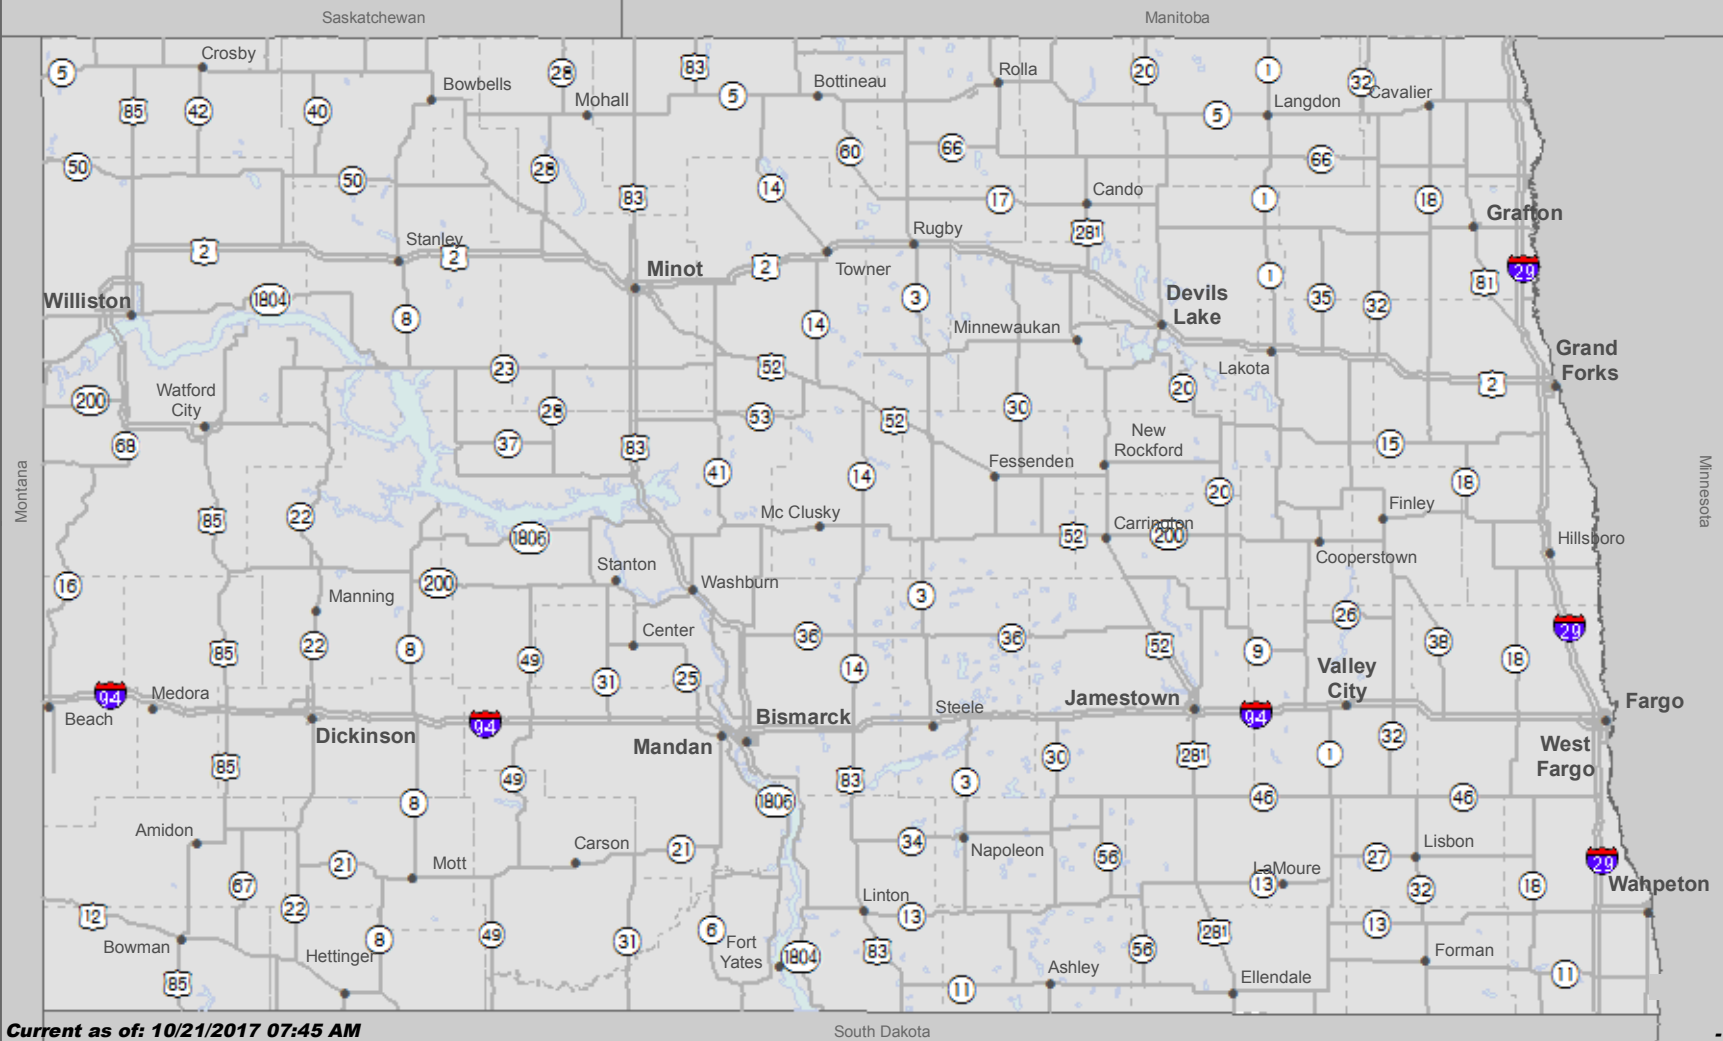 Saskatchewan
Manitoba
Crosby
Bowbells
Mohall
Bottineau
Rolla
Langdon
Cavalier
5
85
42
40
28
83
5
20
1
32
5
50
50
28
83
14
60
66
17
Cando
281
66
1
18
Grafton
29
81
2
Stanley
2
Minot
2
Towner
Rugby
3
1
35
32
Devils
Lake
Williston
1804
8
14
Minnewaukan
Lakota
Grand
Forks
2
200
Watford
City
23
52
20
68
28
37
83
53
52
30
New
Rockford
15
Montana
Minnesota
85
22
41
14
Fessenden
20
18
Finley
1806
Mc Clusky
52
Carrington
200
Cooperstown
Hillsboro
16
Manning
200
Stanton
Washburn
3
26
29
85
22
8
49
Center
31
25
36
14
36
52
9
38
18
94
Medora
Beach
Dickinson
94
Mandan
Bismarck
Steele
Jamestown
94
Valley
City
Fargo
West
Fargo
85
49
8
1806
83
3
30
281
1
32
46
46
Amidon
21
Mott
Carson
21
34
Napoleon
56
LaMoure
13
27
Lisbon
32
18
29
Wahpeton
67
22
12
Bowman
85
Hettinger
8
49
31
6
Fort
Yates
1804
Linton
13
83
11
Ashley
56
281
Ellendale
13
Forman
11
Current as of: 10/21/2017 07:45 AM
South Dakota
-